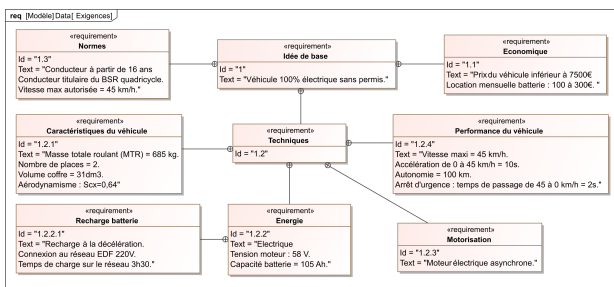 req [Modèle] Data[ Exigences]
«requirement»
Normes
Id = "1.3"
Text = "Conducteur à partir de 16 ans
Conducteur titulaire du BSR quadricycle.
Vitesse max autorisée = 45 km/h."
«requirement»
Idée de base
Id = "1"
Text = "Véhicule 100% électrique sans permis."
«requirement»
Economique
Id = "1.1"
Text = "Prix du véhicule inférieur à 7500€
Location mensuelle batterie : 100 à 300€. "
«requirement»
Caractéristiques du véhicule
Id = "1.2.1"
Text = "Masse totale roulant (MTR) = 685 kg.
Nombre de places = 2.
Volume coffre = 31dm3.
Aérodynamisme : Scx=0,64"
«requirement»
Techniques
Id = "1.2"
«requirement»
Performance du véhicule
Id = "1.2.4"
Text = "Vitesse maxi = 45 km/h.
Accélération de 0 à 45 km/h = 10s.
Autonomie = 100 km.
Arrêt d'urgence : temps de passage de 45 à 0 km/h = 2s."
«requirement»
Recharge batterie
Id = "1.2.2.1"
Text = "Recharge à la décélération.
Connexion au réseau EDF 220V.
Temps de charge sur le réseau 3h30."
«requirement»
Energie
Id = "1.2.2"
Text = "Electrique
Tension moteur : 58 V.
Capacité batterie = 105 Ah."
«requirement»
Motorisation
Id = "1.2.3"
Text = "Moteur électrique asynchrone."